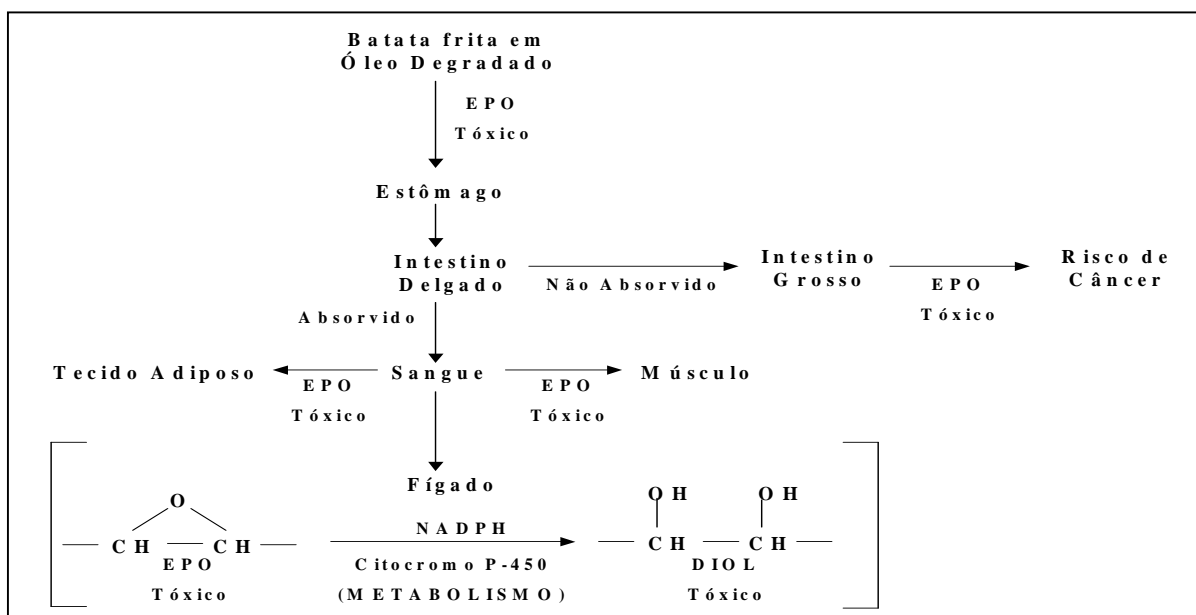 Batata frita em
Óleo Degradado
EPO
Tóxico
Estômago
Intestino
Delgado
Não Absorvido
Intestino
Grosso
EPO
Tóxico
Risco de
Câncer
Absorvido
Tecido Adiposo
EPO
Tóxico
Sangue
EPO
Tóxico
Músculo
Fígado
O
CH CH
EPO
Tóxico
NADPH
Citocromo P-450
(METABOLISMO)
OH OH
CH CH
DIOL
Tóxico